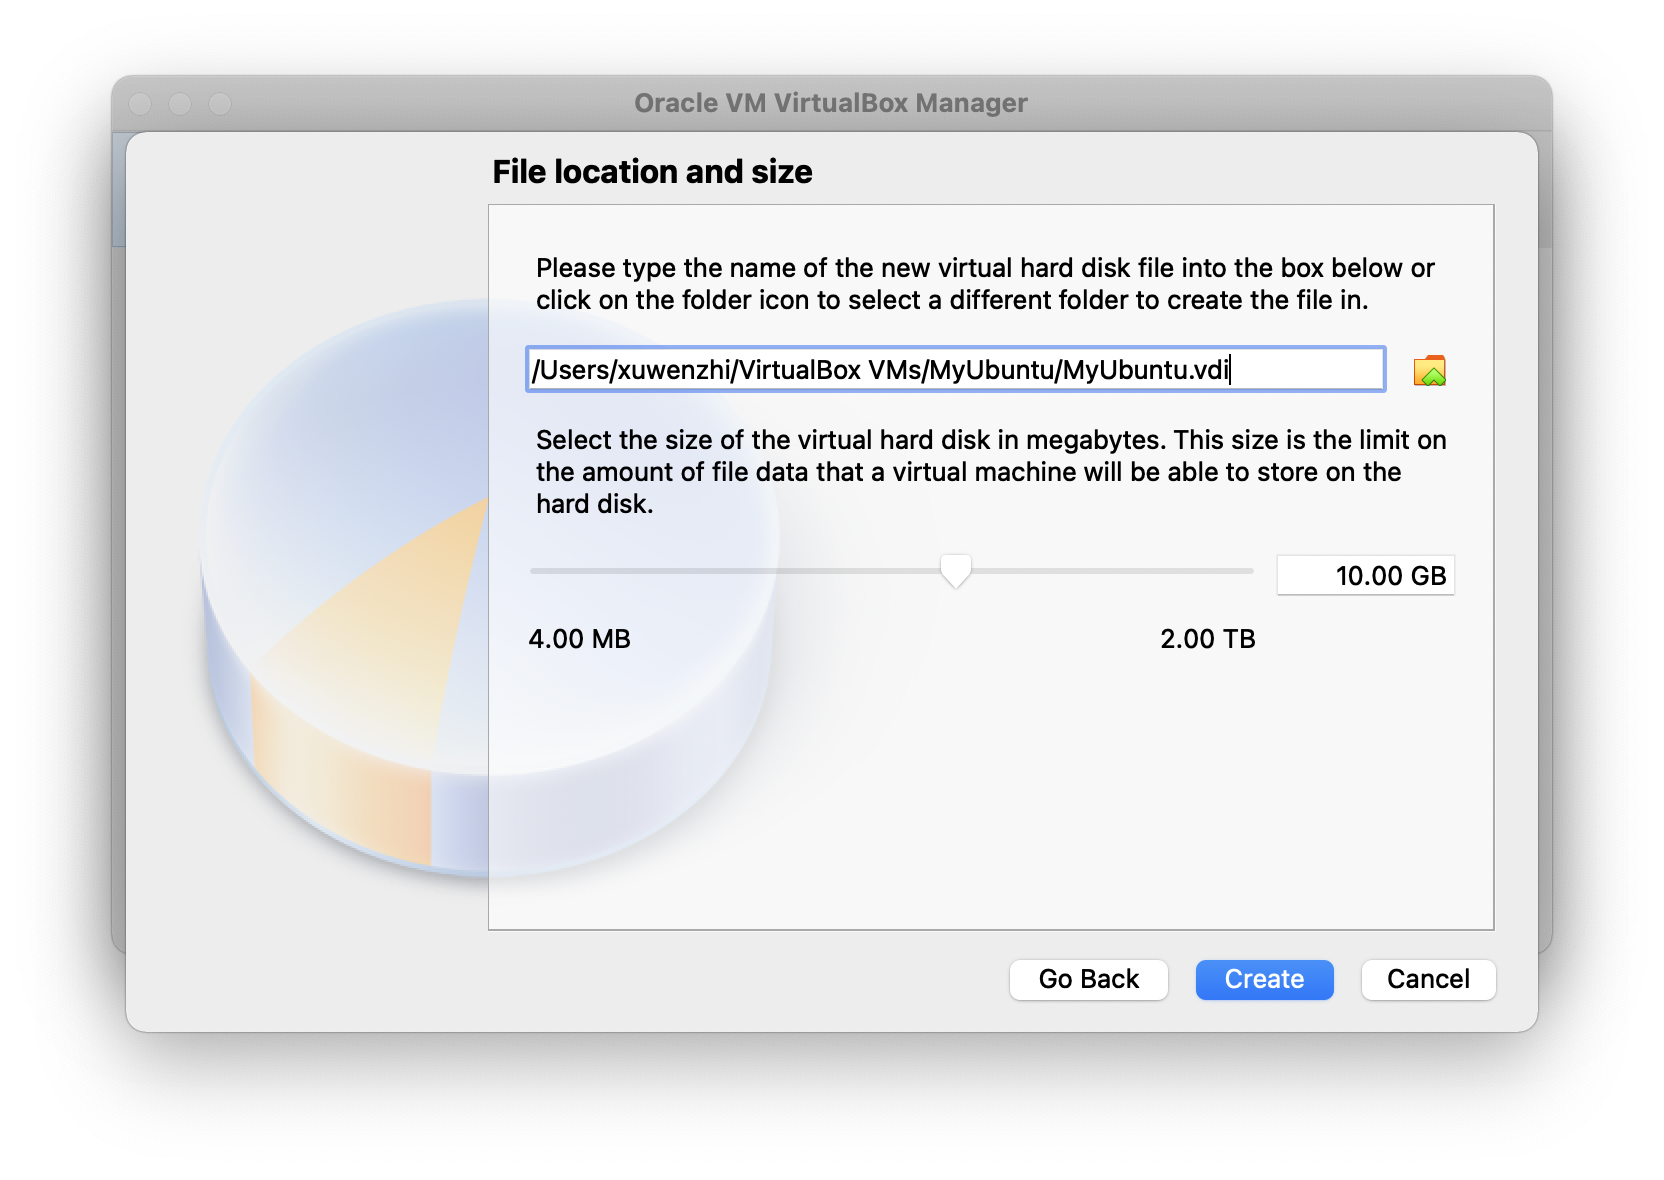 Oracle VM VirtualBox Manager
File location and size
Please type the name of the new virtual hard disk file into the box below or
click on the folder icon to select a different folder to create the file in.
/Users/xuwenzhi/VirtualBox VMs/MyUbuntu/MyUbuntu.vdi
Select the size of the virtual hard disk in megabytes. This size is the limit on
the amount of file data that a virtual machine will be able to store on the
hard disk.
10.00 GB
4.00 MB
2.00 TB
Go Back
Create
Cancel